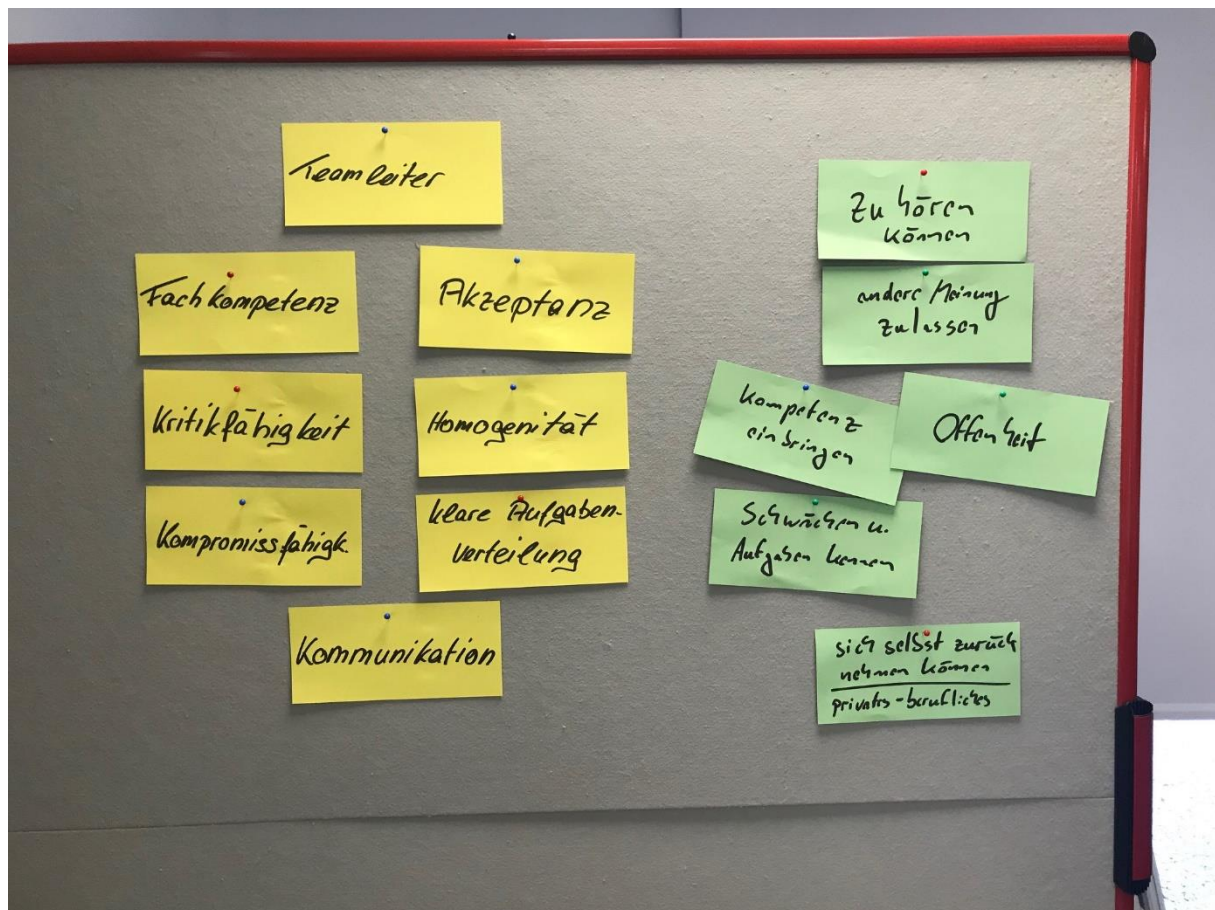 Teamleiter
Fachkompetenz
Akzeptanz
Kritikfähigkeit
Homogenität
Kompromissfähigk.
klare Aufgaben-
verteilung
Kommunikation
Zu hören
können
andere Meinung
zulassen
Kompetenz
einbringen
Offenheit
Schwächen u.
Aufgaben kennen
sich selbst zurück
nehmen können
privates-berufliches